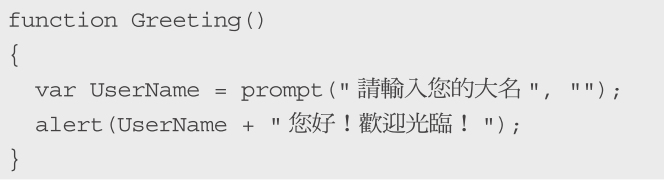 function Greeting()
{
  var UserName = prompt("請輸入您的大名", "");
  alert(UserName + "您好！歡迎光臨！");
}